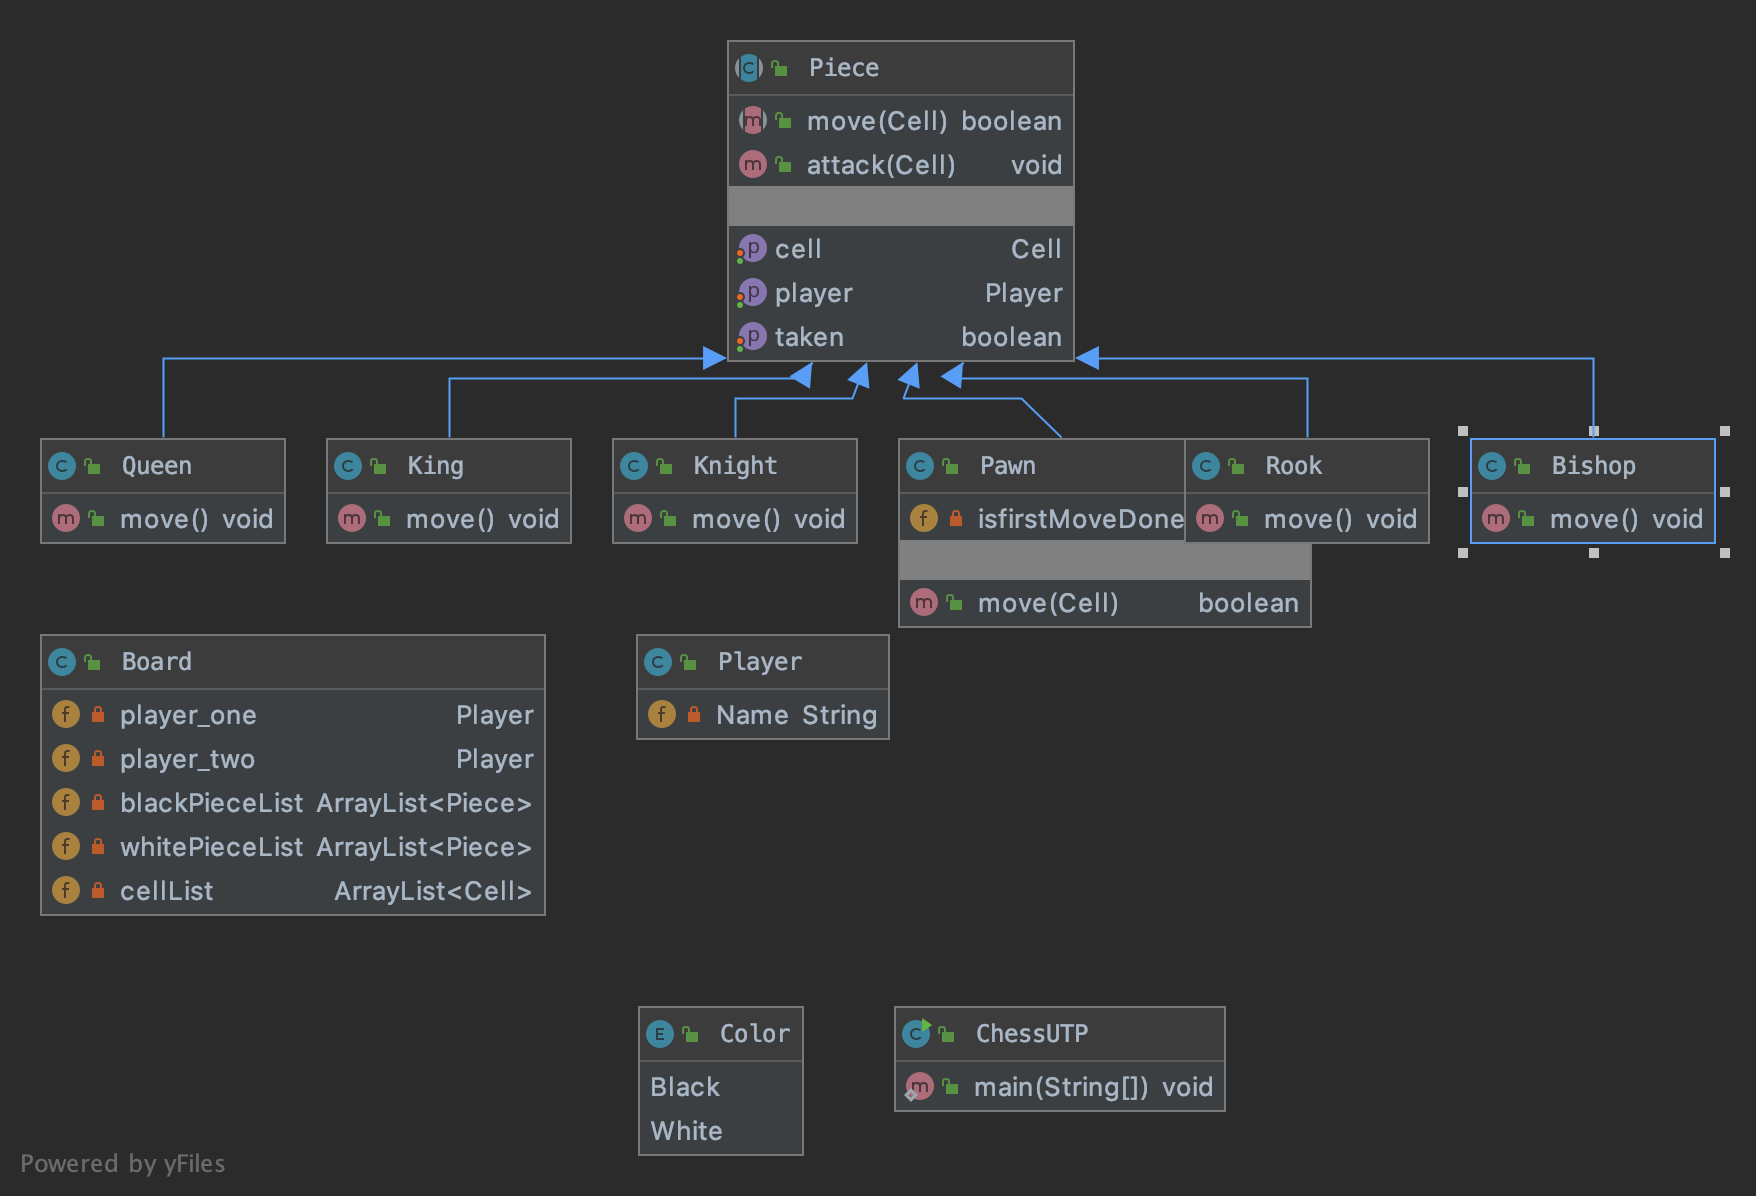 Piece
move(Cell) boolean
attack(Cell) void
cell Cell
player Player
taken boolean
Queen
move() void
King
move() void
Knight
move() void
Pawn
isfirstMoveDone
move(Cell) boolean
Rook
move() void
Bishop
move() void
Board
player_one Player
player_two Player
blackPieceList ArrayList<Piece>
whitePieceList ArrayList<Piece>
cellList ArrayList<Cell>
Player
Name String
Color
Black
White
ChessUTP
main(String[]) void
Powered by yFiles